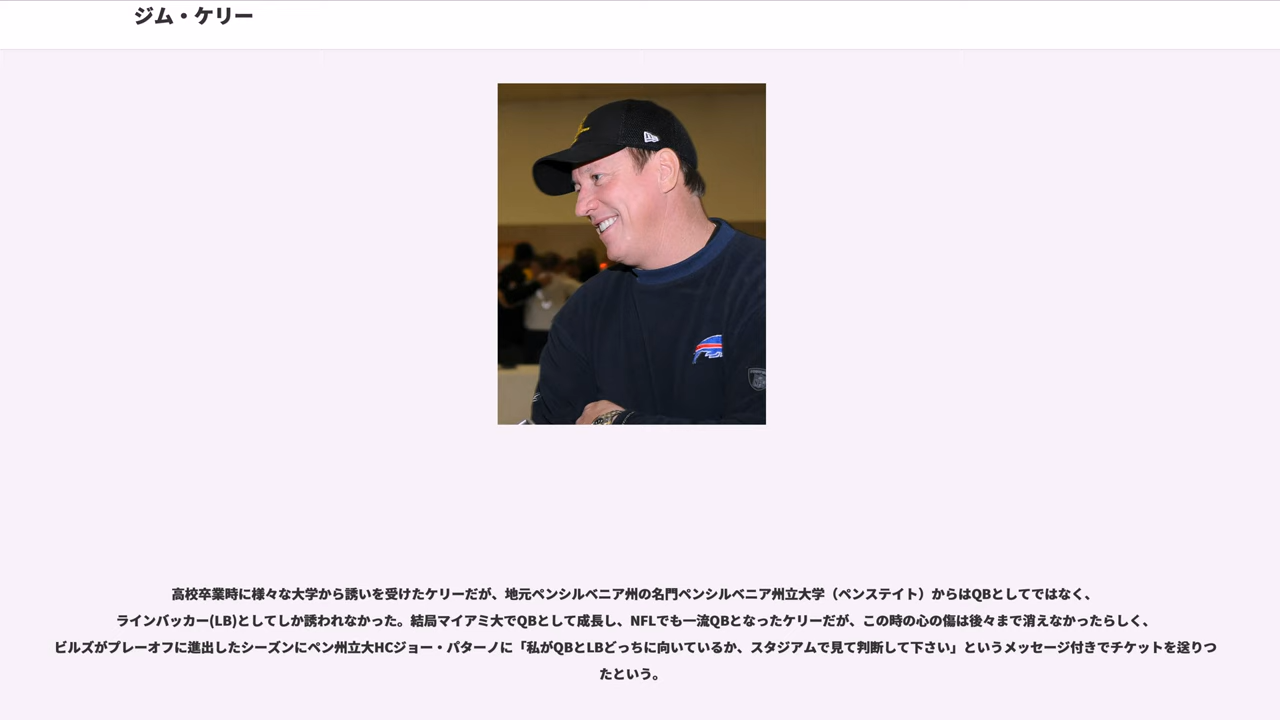 ジム・ケリー
高校卒業時に様々な大学から誘いを受けたケリーだが、地元ペンシルベニア州の名門ペンシルベニア州立大学（ペンステイト）からはQBとしてではなく、
ラインバッカー(LB)としてしか誘われなかった。結局マイアミ大でQBとして成長し、NFLでも一流QBとなったケリーだが、この時の心の傷は後々まで消えなかったらしく、
ビルズがプレーオフに進出したシーズンにペン州立大HCジョー・パターノに「私がQBとLBどっちに向いているか、スタジアムで見て判断して下さい」というメッセージ付きでチケットを送りつ
たという。